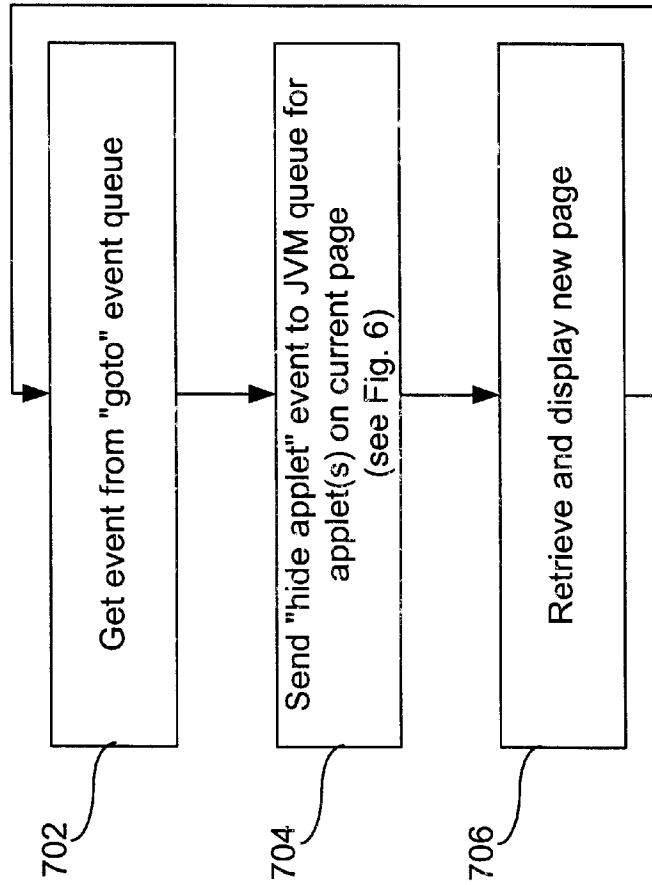 702
Get event from "goto" event queue
704
Send "hide applet" event to JVM queue for
applet(s) on current page
(see Fig. 6)
706
Retrieve and display new page